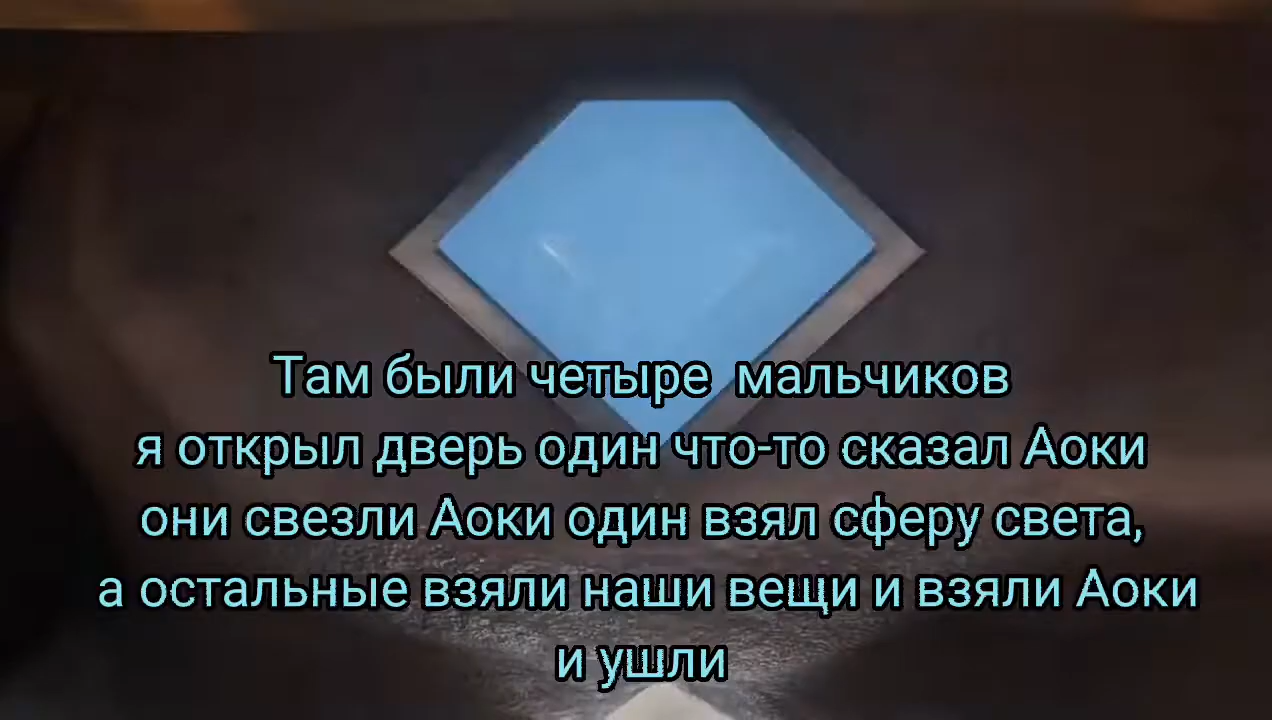 Там были четыре  мальчиков
я открыл дверь один что-то сказал Аоки
они свезли Аоки один взял сферу света,
а остальные взяли наши вещи и взяли Аоки
и ушли